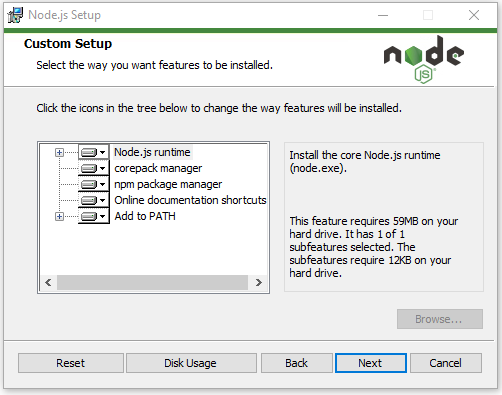 Node.js Setup
Custom Setup
Select the way you want features to be installed.
node
JS
Click the icons in the tree below to change the way features will be installed.
Node.js runtime
corepack manager
npm package manager
Online documentation shortcuts
Add to PATH
Install the core Node.js runtime
(node.exe).
This feature requires 59MB on your
hard drive. It has 1 of 1
subfeatures selected. The
subfeatures require 12KB on your
hard drive.
Browse...
Reset
Disk Usage
Back
Next
Cancel